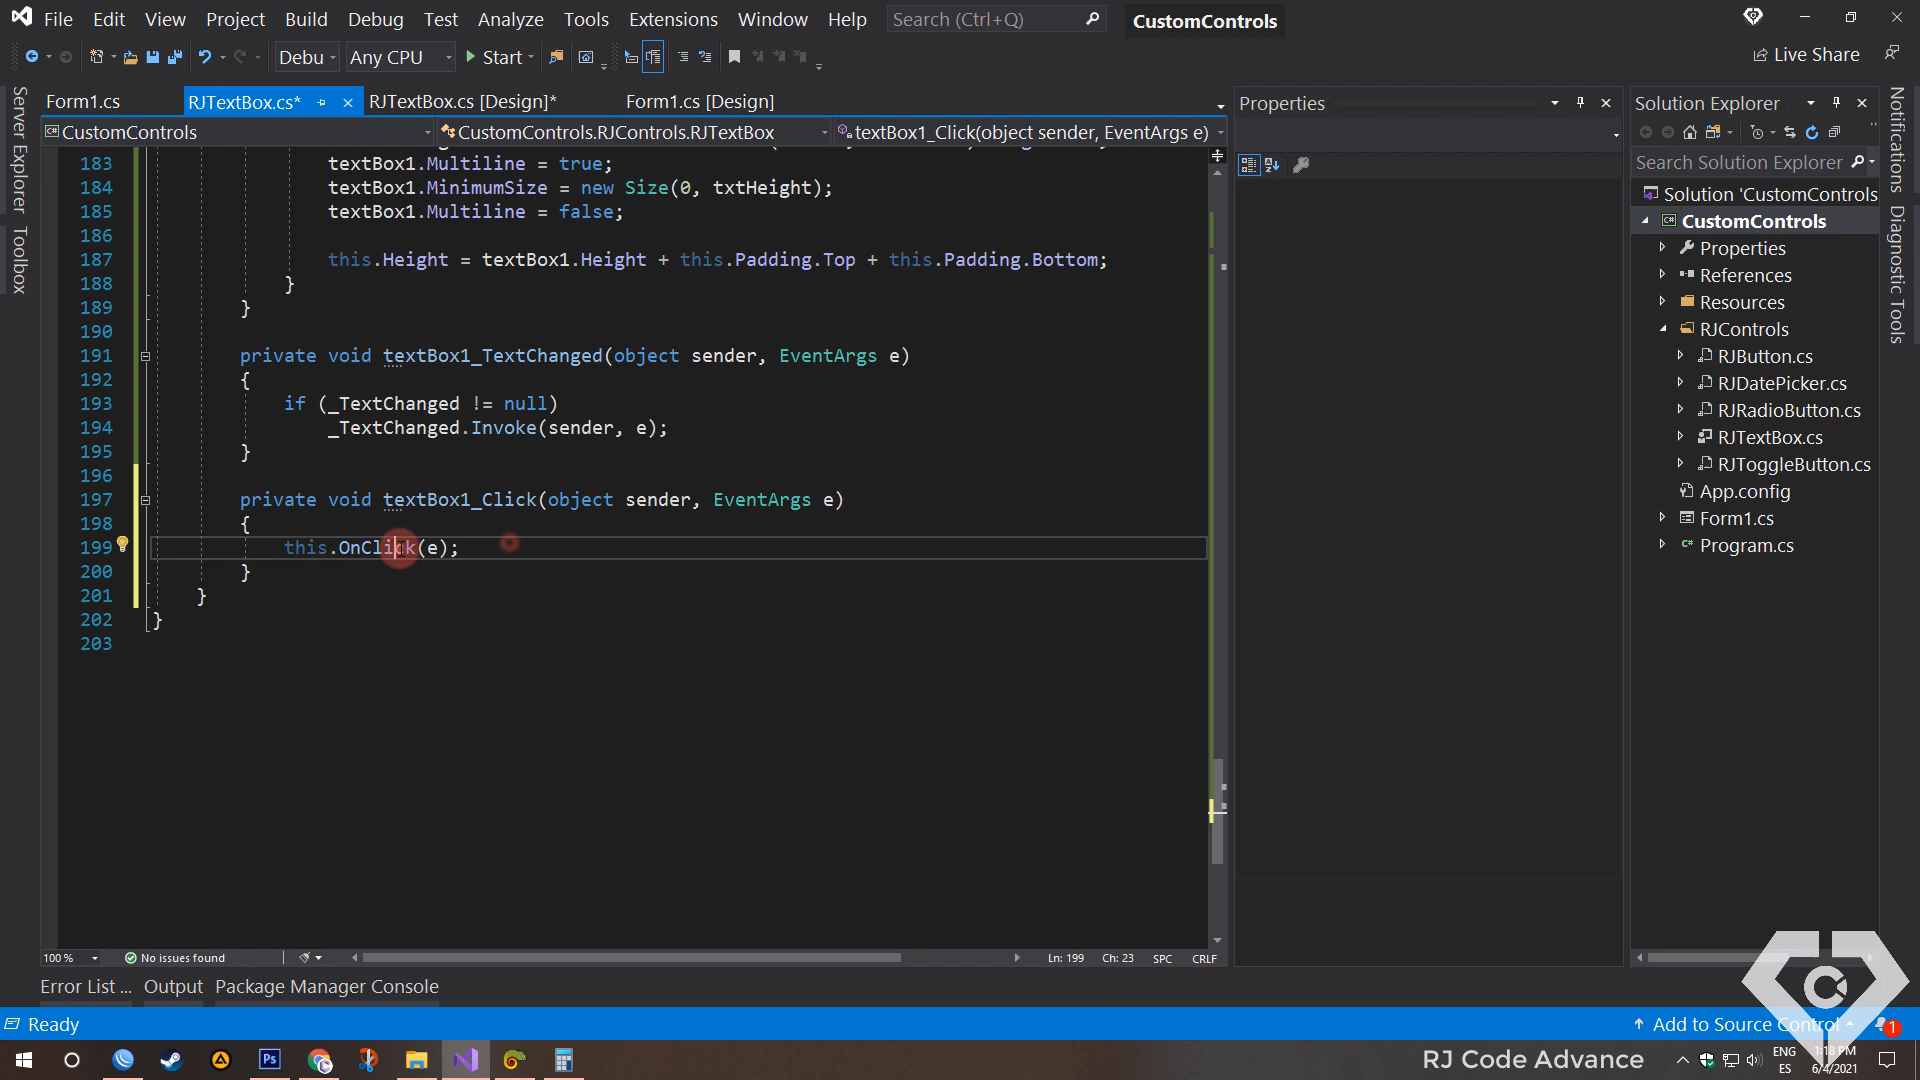 File Edit View Project Build Debug Test Analyze Tools Extensions Window Help Search (Ctrl+Q) CustomControls
Debu Any CPU Start Live Share
Form1.cs RJTextBox.cs* RJTextBox.cs [Design]* Form1.cs [Design]
CustomControls CustomControls.RJControls.RJTextBox textBox1_Click(object sender, EventArgs e)
183 textBox1.Multiline = true;
184 textBox1.MinimumSize = new Size(0, txtHeight);
185 textBox1.Multiline = false;
186
187 this.Height = textBox1.Height + this.Padding.Top + this.Padding.Bottom;
188 }
189 }
190
191 private void textBox1_TextChanged(object sender, EventArgs e)
192 {
193 if (_TextChanged != null)
194 _TextChanged.Invoke(sender, e);
195 }
196
197 private void textBox1_Click(object sender, EventArgs e)
198 {
199 this.OnClick(e);
200 }
201 }
202 }
203
100 % No issues found Ln: 199 Ch: 23 SPC CRLF
Server Explorer
Toolbox
Properties
Solution Explorer
Search Solution Explorer
Solution 'CustomControls
CustomControls
Properties
References
Resources
RJControls
RJButton.cs
RJDatePicker.cs
RJRadioButton.cs
RJTextBox.cs
RJToggleButton.cs
App.config
Form1.cs
Program.cs
Notifications
Diagnostic Tools
Error List ... Output Package Manager Console
Ready Add to Source Control 1
Ps RJ Code Advance ENG 1:18 PM
ES 6/4/2021